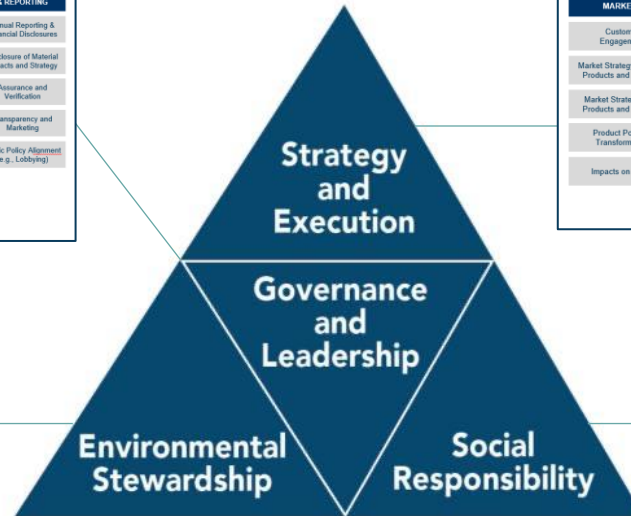 & REPORTING
nual Reporting &
ancial Disclosures
closure of Material
acts and Strategy
Assurance and
Verification
ansparency and
Marketing
ic Policy Alignment
e.g., Lobbying)
MARKE
Custom
Engagen
Market Strateg
Products and
Market Strate
Products and
Product Po
Transform
Impacts on
Strategy
and
Execution
Governance
and
Leadership
Environmental
Stewardship
Social
Responsibility